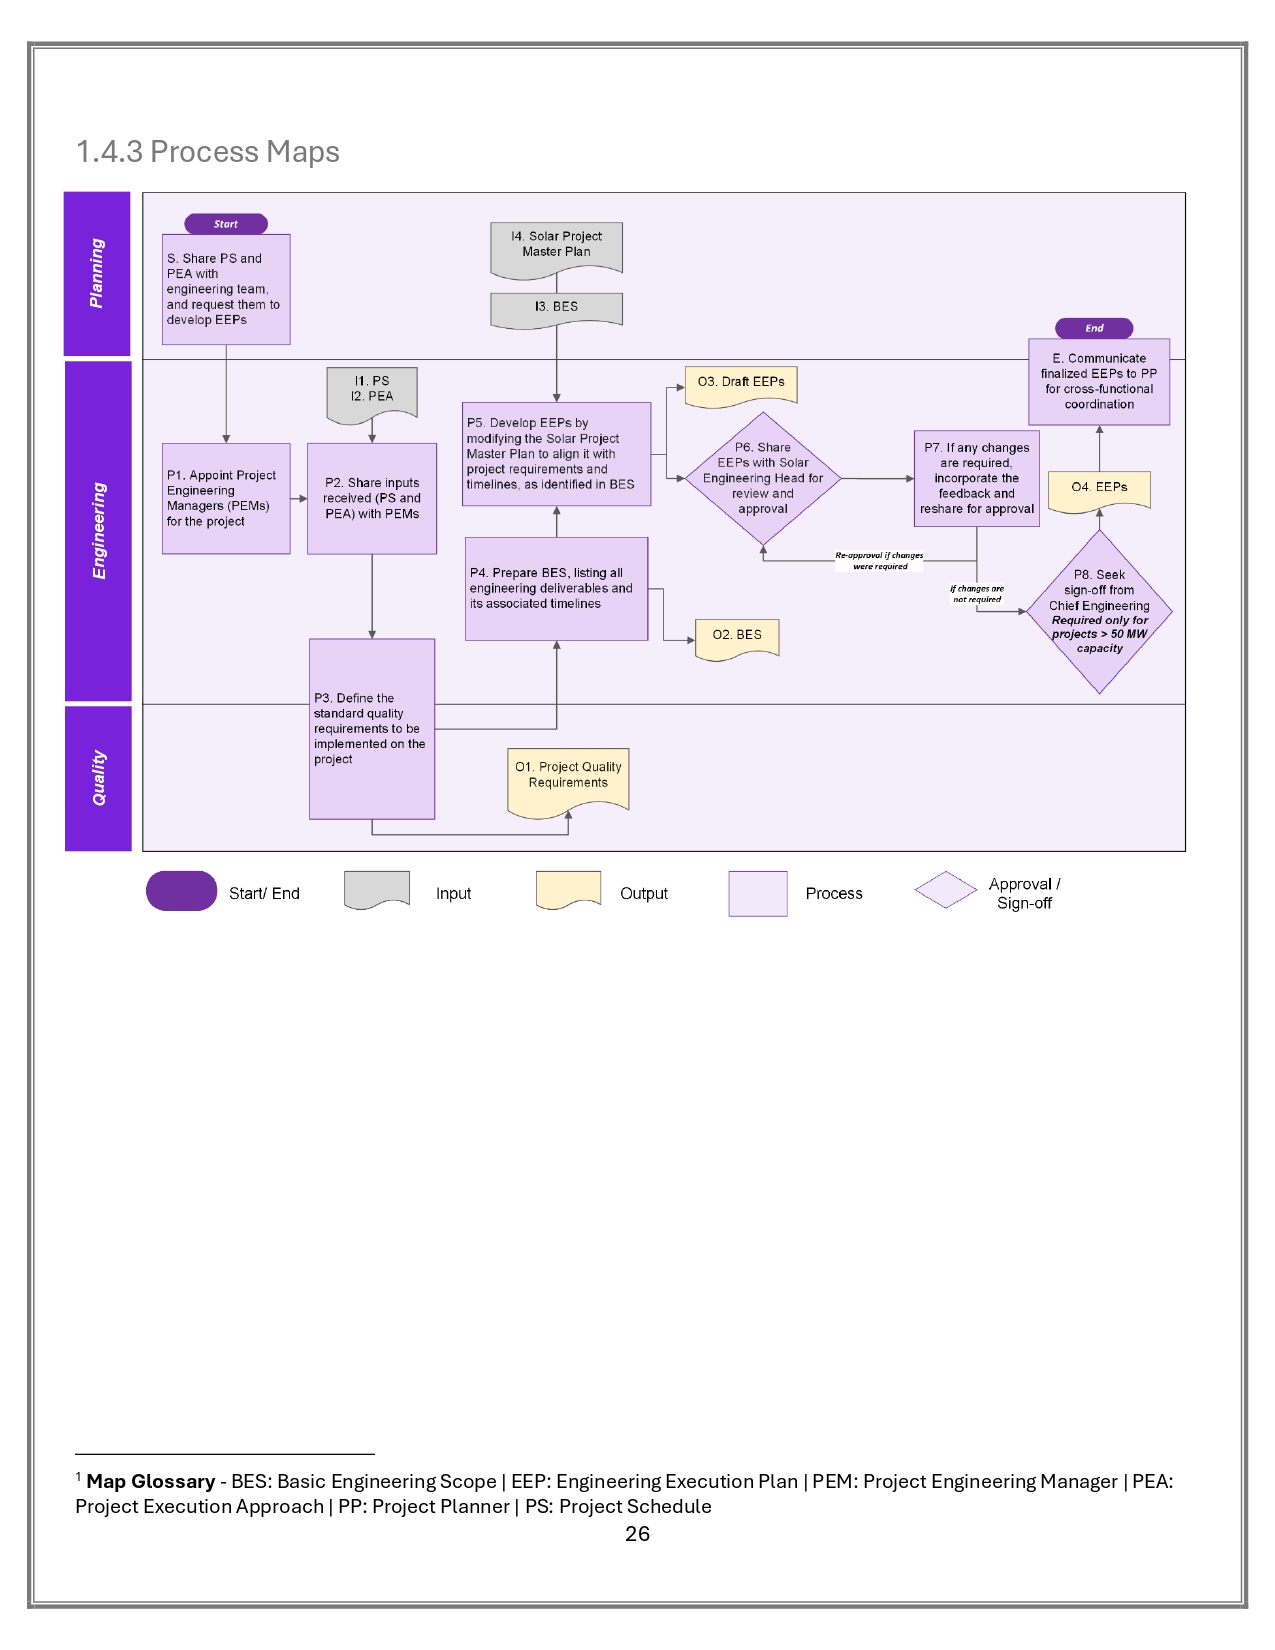 1.4.3 Process Maps
Planning
Start
S. Share PS and
PEA with
engineering team,
and request them to
develop EEPs
I4. Solar Project
Master Plan
I3. BES
End
E. Communicate
finalized EEPs to PP
for cross-functional
coordination
Engineering
I1. PS
I2. PEA
P1. Appoint Project
Engineering
Managers (PEMs)
for the project
P2. Share inputs
received (PS and
PEA) with PEMs
P5. Develop EEPs by
modifying the Solar Project
Master Plan to align it with
project requirements and
timelines, as identified in BES
O3. Draft EEPs
P6. Share
EEPs with Solar
Engineering Head for
review and
approval
P7. If any changes
are required,
incorporate the
feedback and
reshare for approval
O4. EEPs
Re-approval if changes
were required
If changes are
not required
P8. Seek
sign-off from
Chief Engineering
Required only for
projects > 50 MW
capacity
P4. Prepare BES, listing all
engineering deliverables and
its associated timelines
O2. BES
P3. Define the
standard quality
requirements to be
implemented on the
project
Quality
O1. Project Quality
Requirements
Start/ End
Input
Output
Process
Approval /
Sign-off
1 Map Glossary - BES: Basic Engineering Scope | EEP: Engineering Execution Plan | PEM: Project Engineering Manager | PEA:
Project Execution Approach | PP: Project Planner | PS: Project Schedule
26